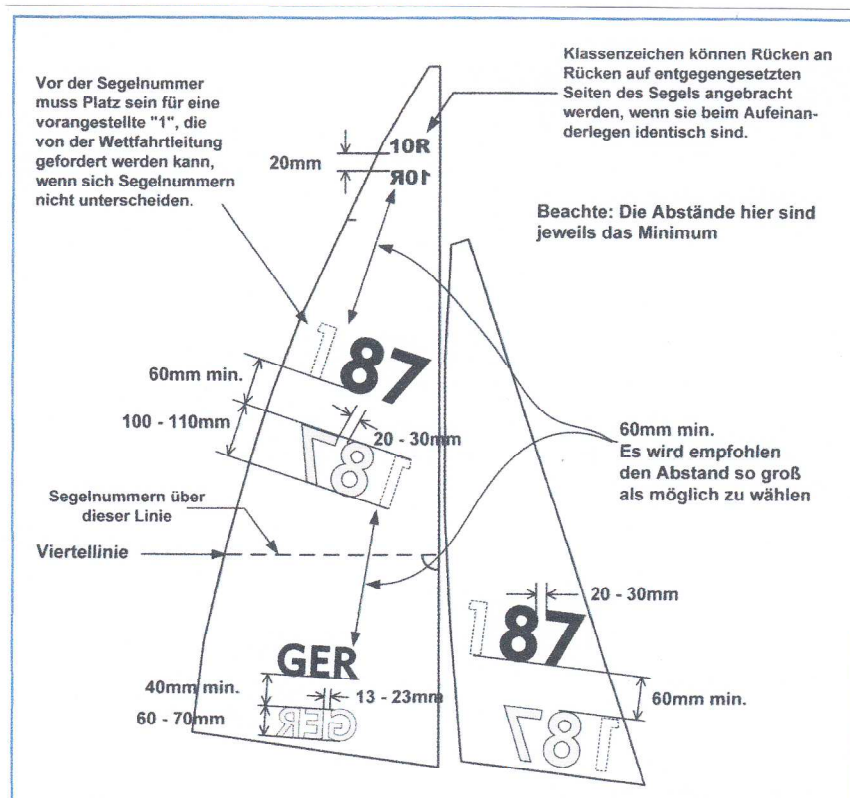 Vor der Segelnummer
muss Platz sein für eine
vorangestellte "1", die
von der Wettfahrtleitung
gefordert werden kann,
wenn sich Segelnummern
nicht unterscheiden.
Klassenzeichen können Rücken an
Rücken auf entgegengesetzten
Seiten des Segels angebracht
werden, wenn sie beim Aufeinan-
derlegen identisch sind.
10R
20mm
10R
Beachte: Die Abstände hier sind
jeweils das Minimum
187
60mm min.
100 - 110mm
20 - 30mm
187
60mm min.
Es wird empfohlen
den Abstand so groß
als möglich zu wählen
Segelnummern über
dieser Linie
Viertellinie
20 - 30mm
187
GER
40mm min.
13 - 23mm
60mm min.
60 - 70mm
GER
187